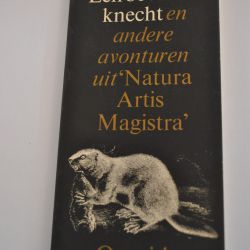 knecht en
andere
avonturen
uit 'Natura
Artis
Magistra'